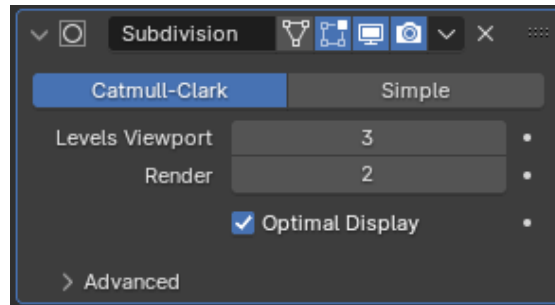 Subdivision
Catmull-Clark Simple
Levels Viewport 3
Render 2
Optimal Display
Advanced